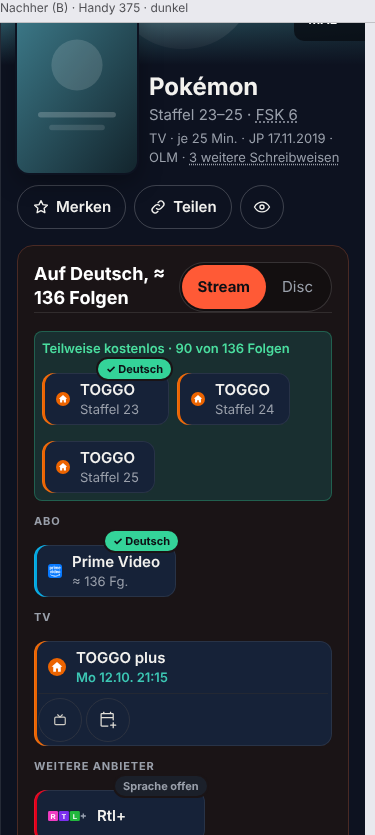 Nachher (B) · Handy 375 · dunkel
Pokémon
Staffel 23–25 · FSK 6
TV · je 25 Min. · JP 17.11.2019 ·
OLM · 3 weitere Schreibweisen
Merken
Teilen
Auf Deutsch, ≈
136 Folgen
Stream
Disc
Teilweise kostenlos · 90 von 136 Folgen
✓ Deutsch
TOGGO
Staffel 23
TOGGO
Staffel 24
TOGGO
Staffel 25
ABO
✓ Deutsch
prime video
Prime Video
≈ 136 Fg.
TV
TOGGO plus
Mo 12.10. 21:15
WEITERE ANBIETER
Sprache offen
RTL+
Rtl+